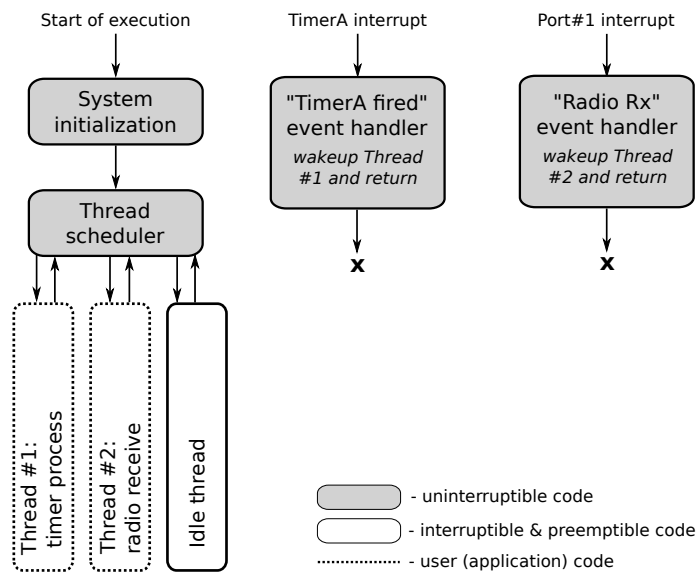 Start of execution
TimerA interrupt
Port#1 interrupt
System
initialization
"TimerA fired"
event handler
wakeup Thread
#1 and return
"Radio Rx"
event handler
wakeup Thread
#2 and return
Thread
scheduler
x
x
Thread #1:
timer process
Thread #2:
radio receive
Idle thread
- uninterruptible code
- interruptible & preemptible code
- user (application) code